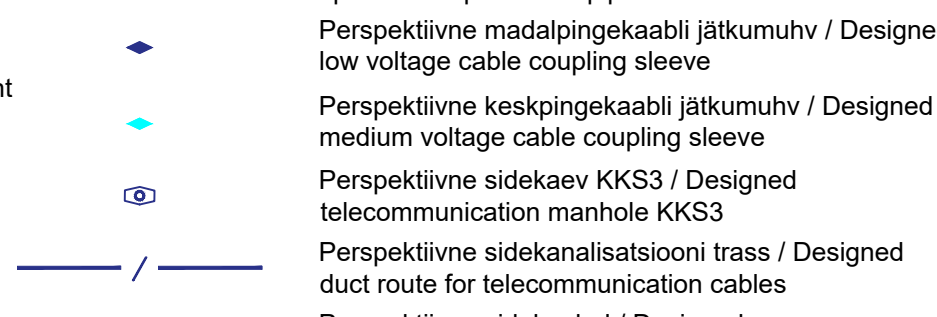 Perspektiivne madalpingekaabli jätkumuhv / Designe
low voltage cable coupling sleeve
nt
Perspektiivne keskpingekaabli jätkumuhv / Designed
medium voltage cable coupling sleeve
Perspektiivne sidekaev KKS3 / Designed
telecommunication manhole KKS3
Perspektiivne sidekanalisatsiooni trass / Designed
duct route for telecommunication cables